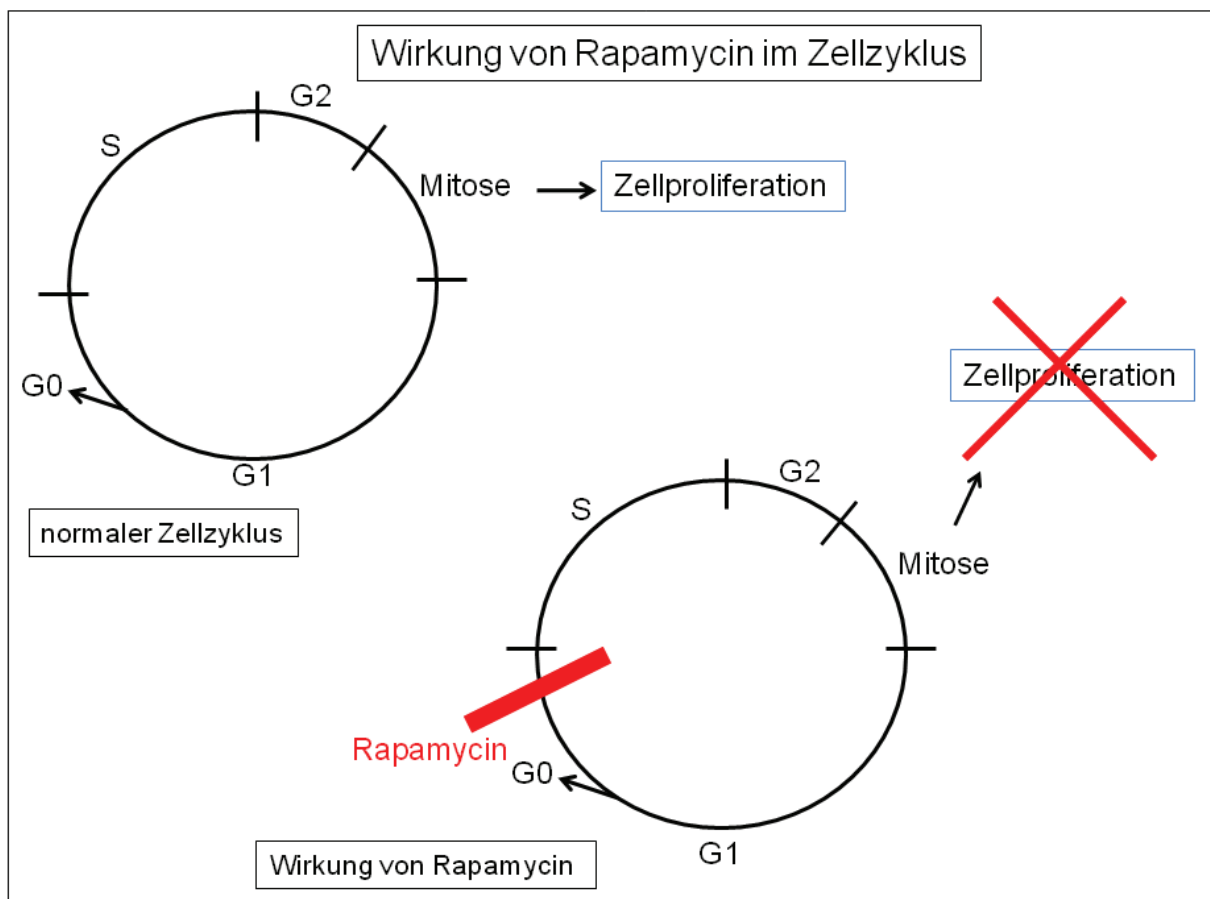 Wirkung von Rapamycin im Zellzyklus
G2
S
Mitose
Zellproliferation
G0
G1
normaler Zellzyklus
Zellproliferation
G2
S
Mitose
Rapamycin
G0
G1
Wirkung von Rapamycin